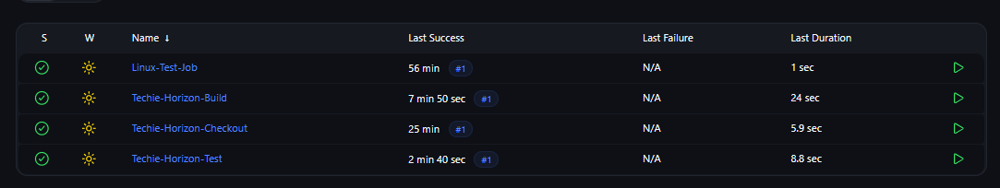 S W Name ↓ Last Success Last Failure Last Duration
Linux-Test-Job 56 min #1 N/A 1 sec
Techie-Horizon-Build 7 min 50 sec #1 N/A 24 sec
Techie-Horizon-Checkout 25 min #1 N/A 5.9 sec
Techie-Horizon-Test 2 min 40 sec #1 N/A 8.8 sec